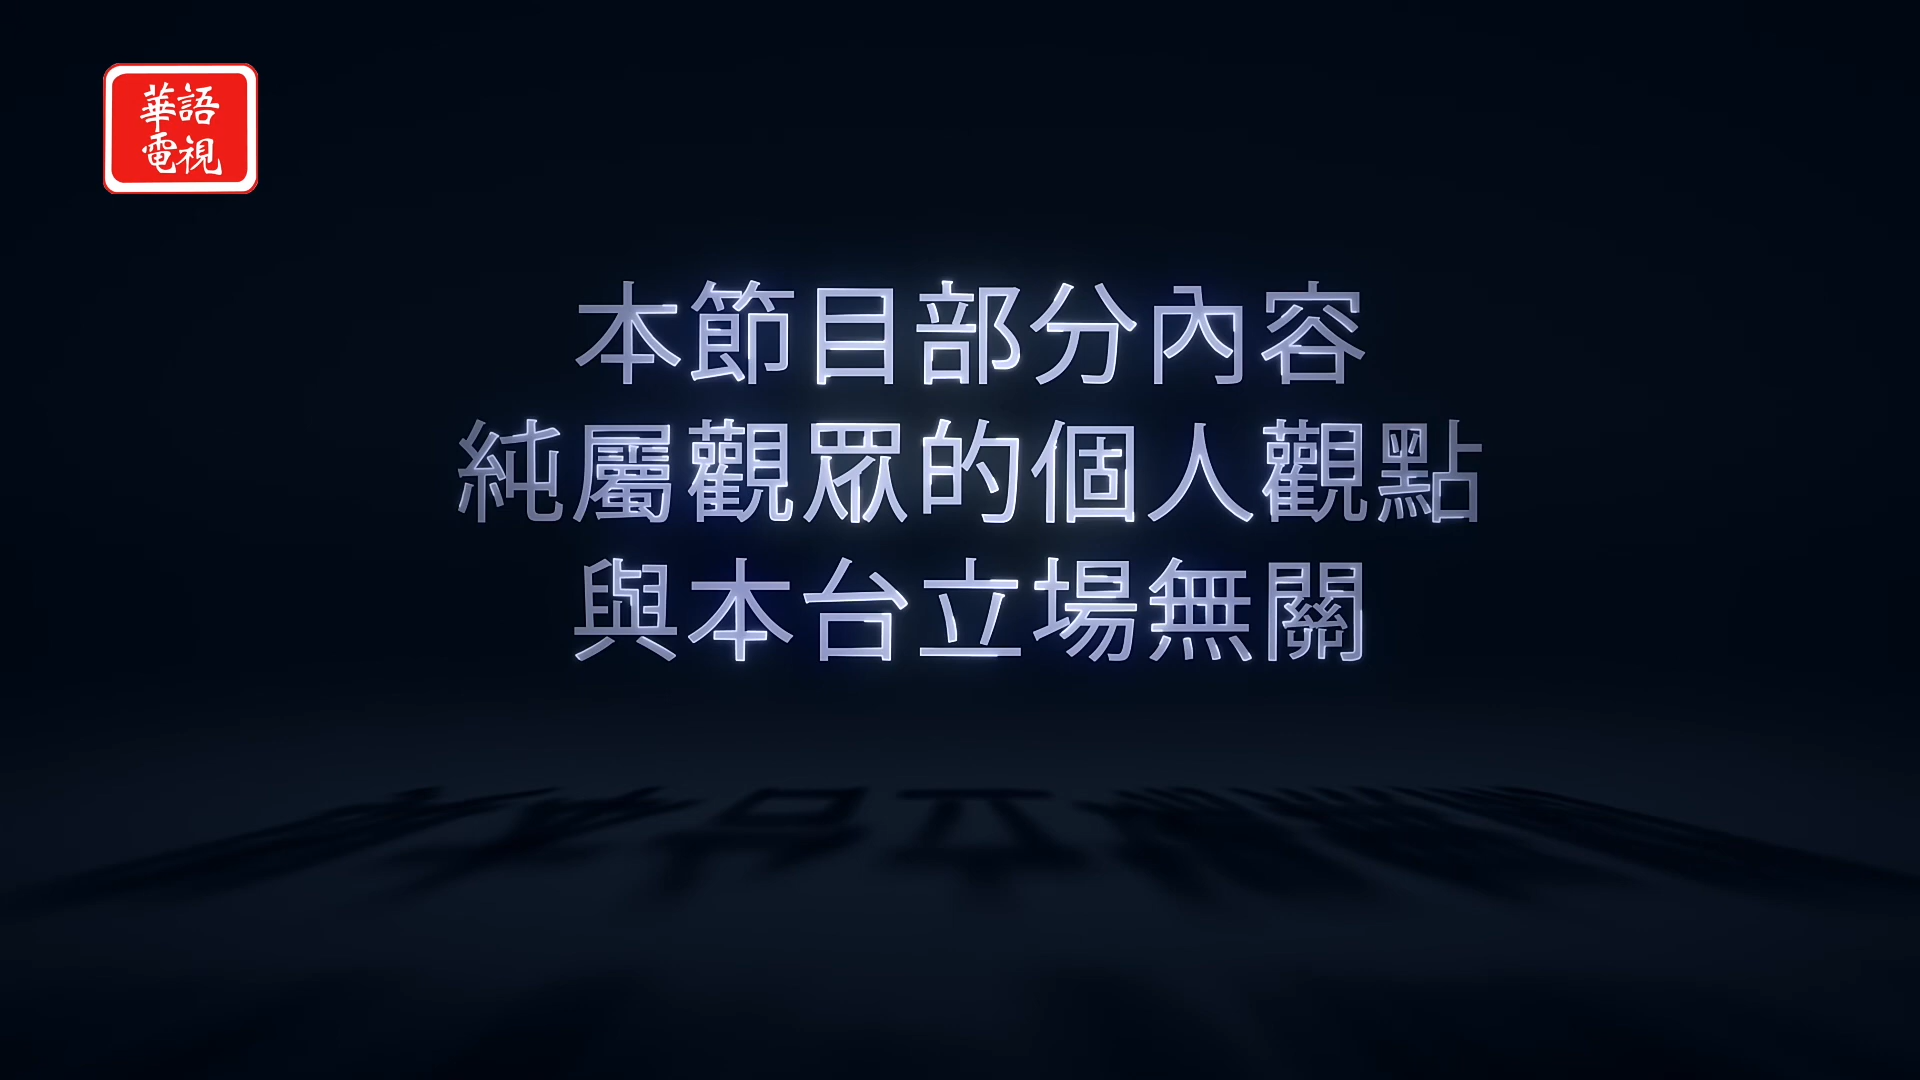 華語
電視
本節目部分內容
純屬觀眾的個人觀點
與本台立場無關